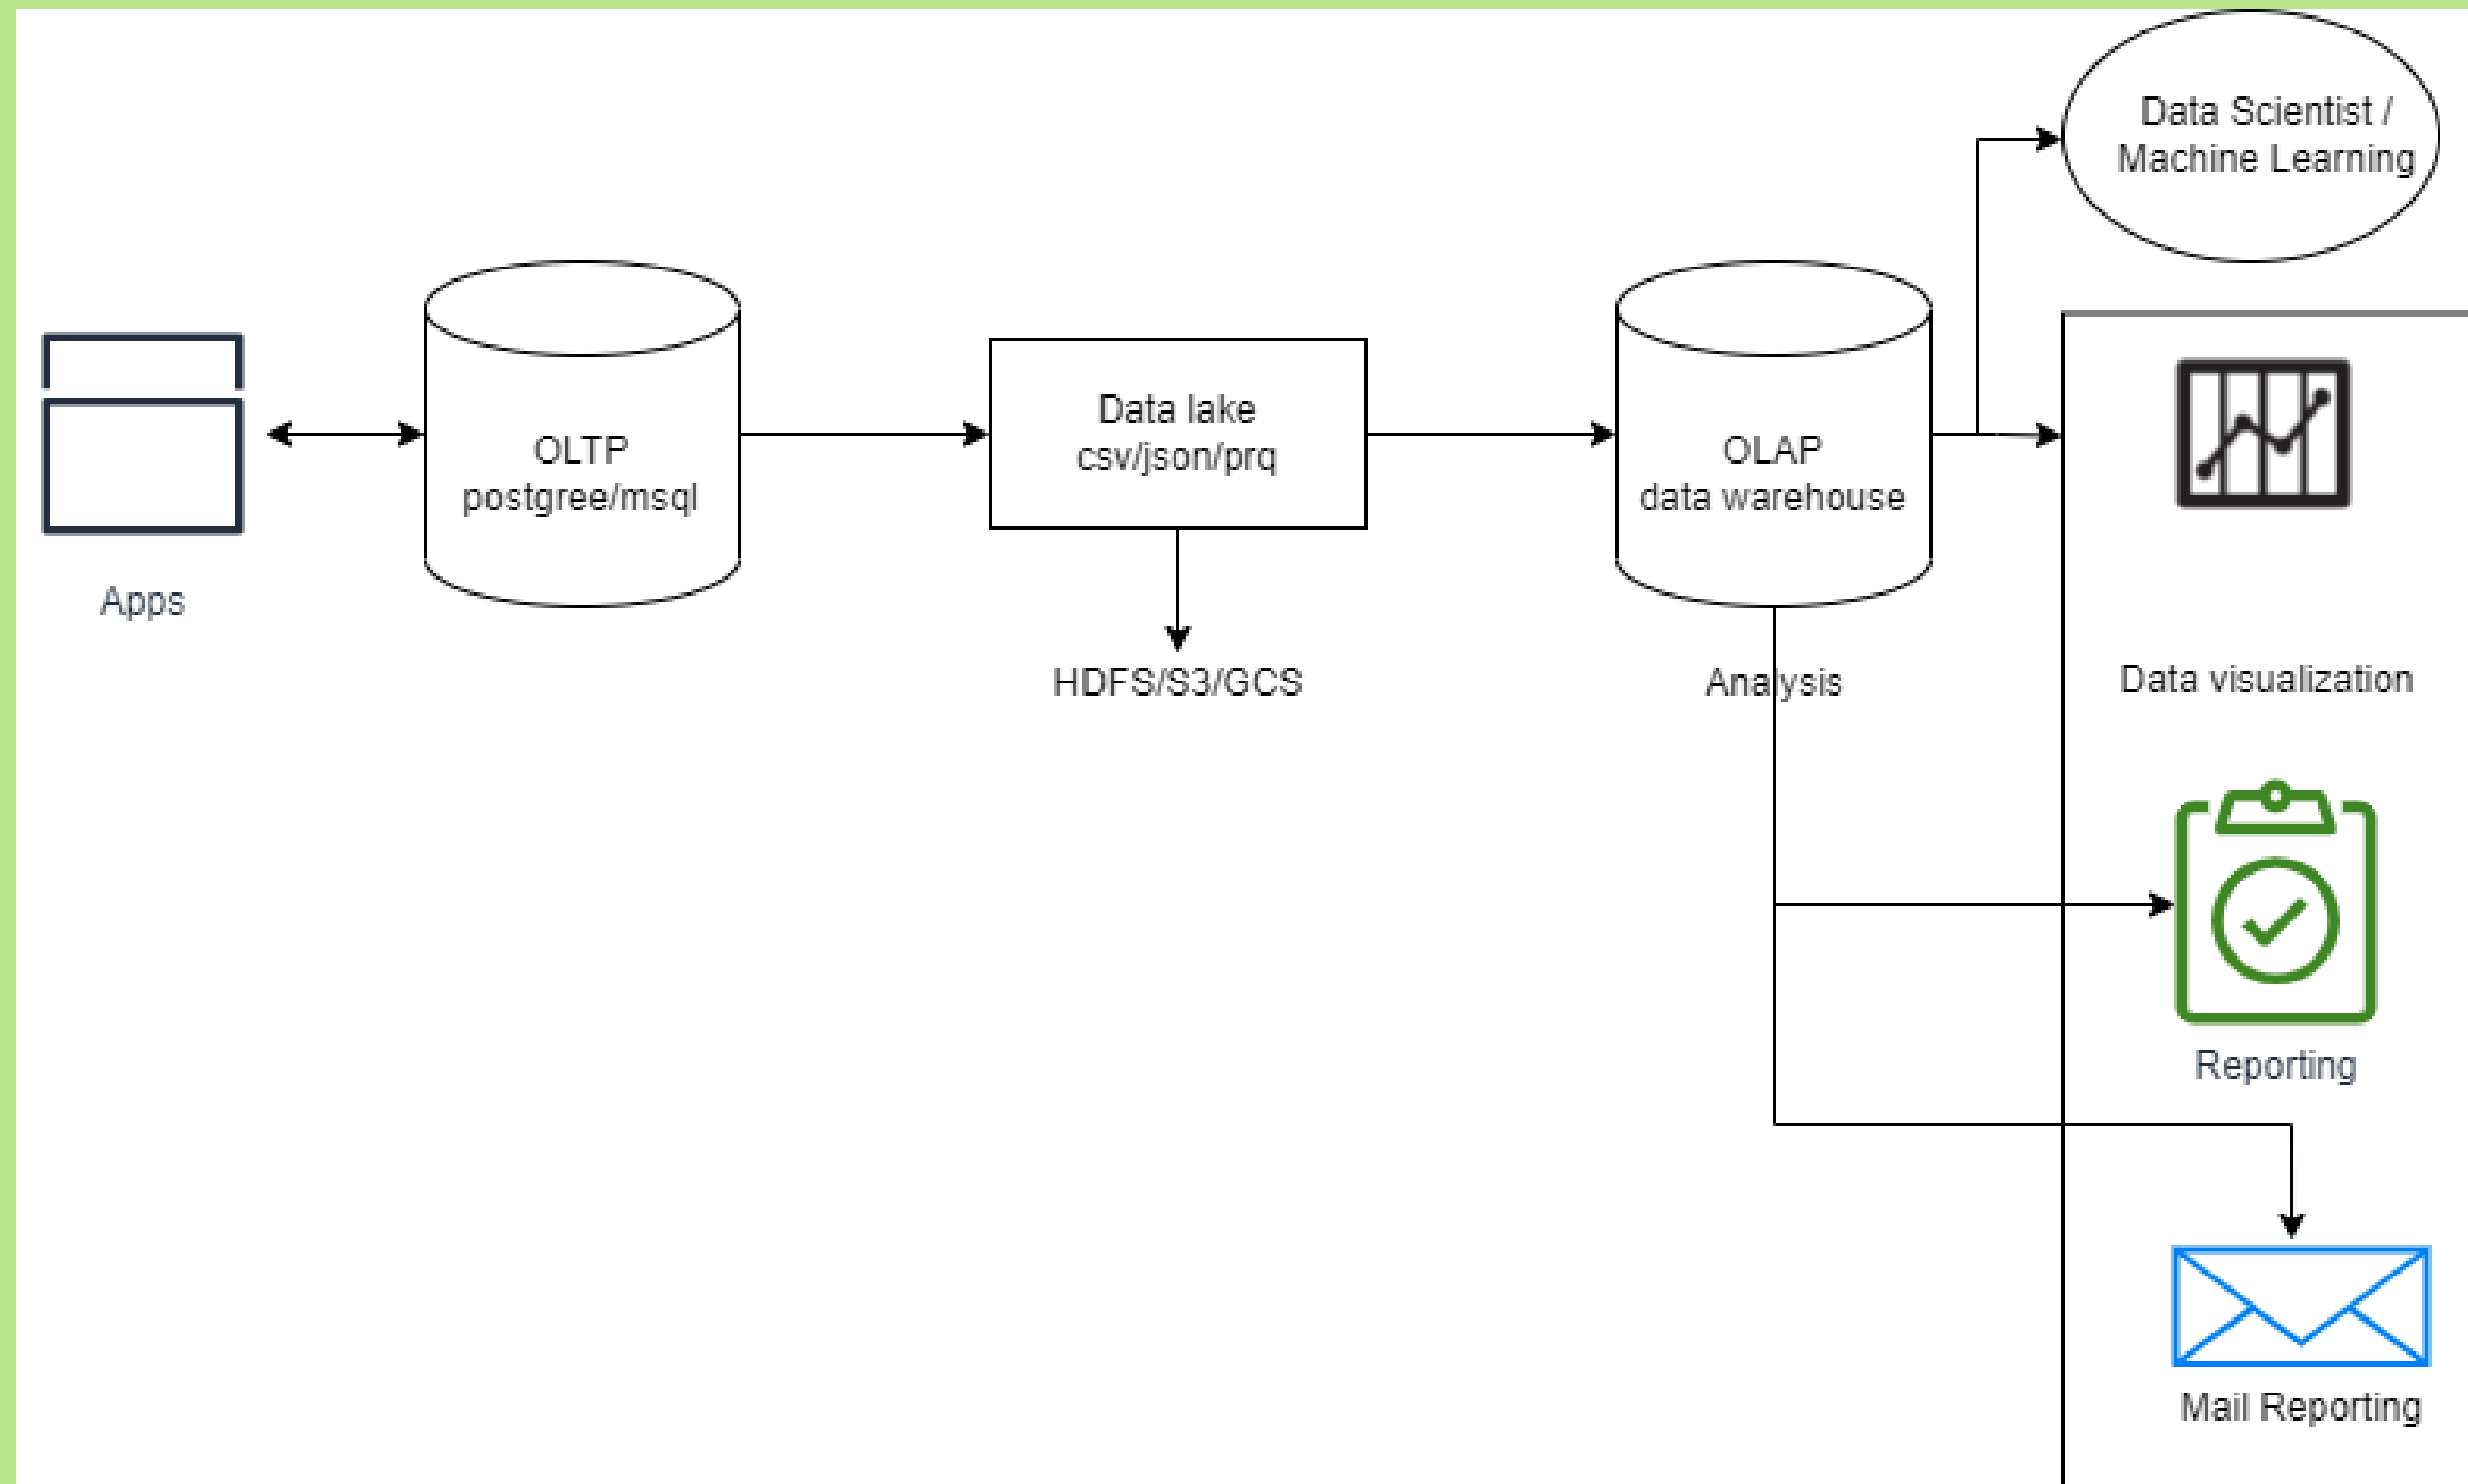 Data Scientist /
Machine Learning
Apps
OLTP
postgree/msql
Data lake
csv/json/prq
HDFS/S3/GCS
OLAP
data warehouse
Analysis
Data visualization
Reporting
Mail Reporting